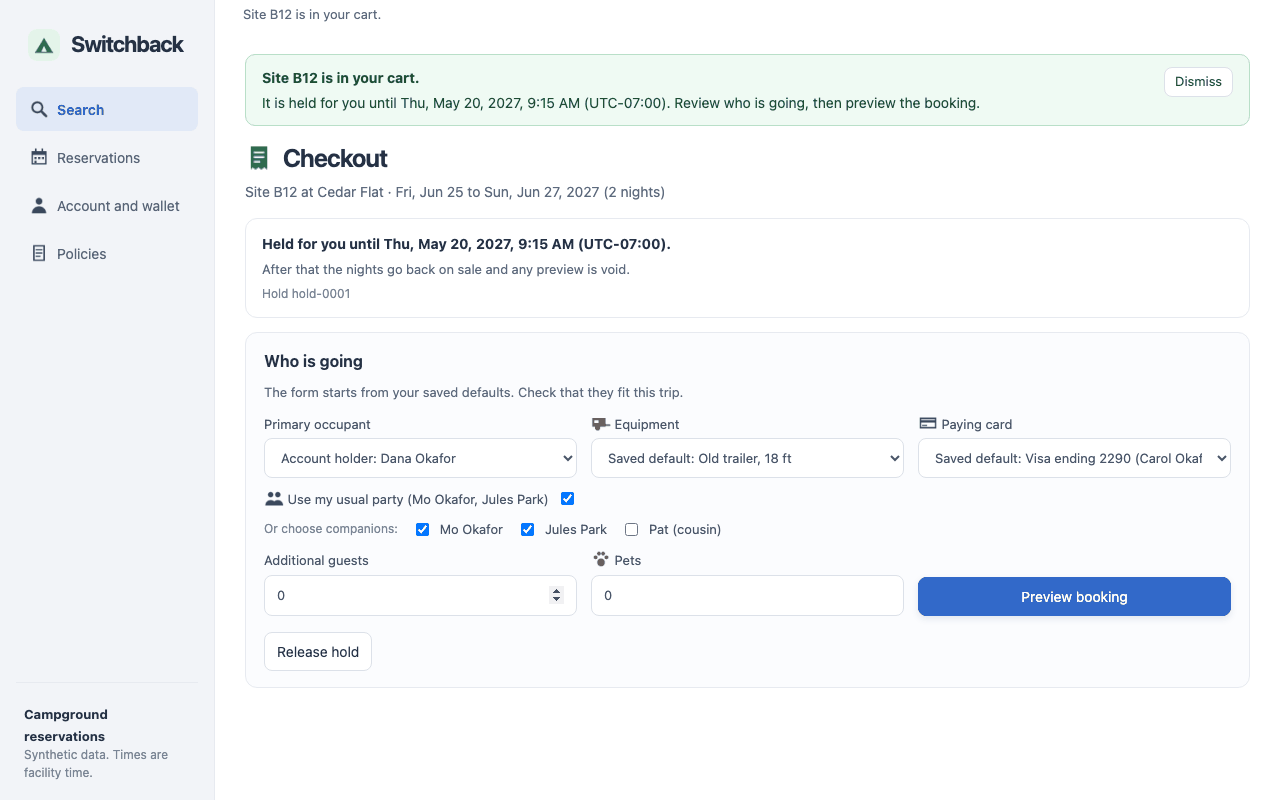 Switchback
Search
Reservations
Account and wallet
Policies
Campground
reservations
Synthetic data. Times are
facility time.
Site B12 is in your cart.
Site B12 is in your cart.
It is held for you until Thu, May 20, 2027, 9:15 AM (UTC-07:00). Review who is going, then preview the booking.
Dismiss
Checkout
Site B12 at Cedar Flat · Fri, Jun 25 to Sun, Jun 27, 2027 (2 nights)
Held for you until Thu, May 20, 2027, 9:15 AM (UTC-07:00).
After that the nights go back on sale and any preview is void.
Hold hold-0001
Who is going
The form starts from your saved defaults. Check that they fit this trip.
Primary occupant
Account holder: Dana Okafor
Equipment
Saved default: Old trailer, 18 ft
Paying card
Saved default: Visa ending 2290 (Carol Okaf
Use my usual party (Mo Okafor, Jules Park)
Or choose companions: Mo Okafor Jules Park Pat (cousin)
Additional guests
0
Pets
0
Preview booking
Release hold